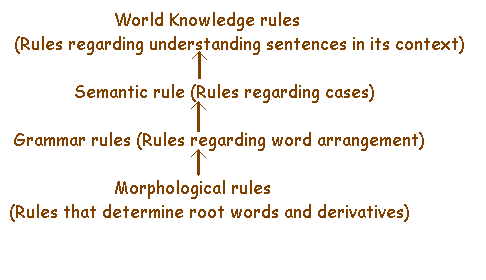 World Knowledge rules
(Rules regarding understanding sentences in its context)
Semantic rule (Rules regarding cases)
Grammar rules (Rules regarding word arrangement)
Morphological rules
(Rules that determine root words and derivatives)